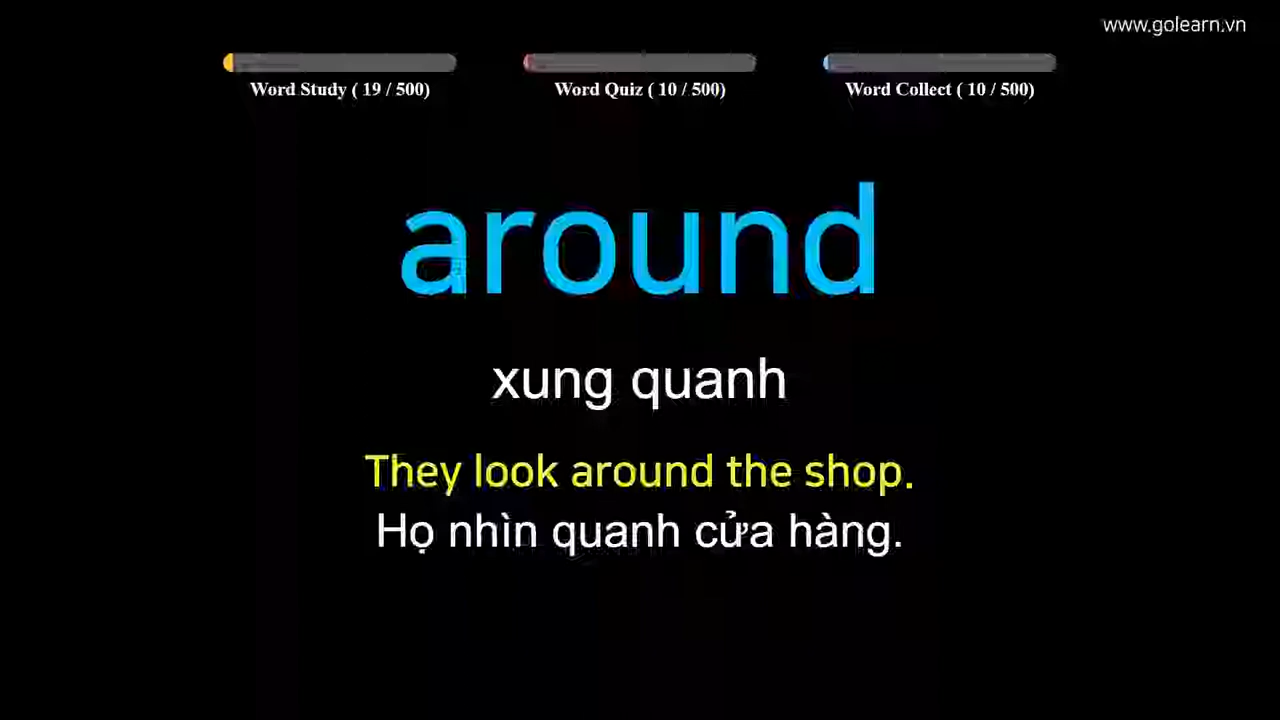 www.golearn.vn
Word Study ( 19 / 500)
Word Quiz ( 10 / 500)
Word Collect ( 10 / 500)
around
xung quanh
They look around the shop.
Họ nhìn quanh cửa hàng.